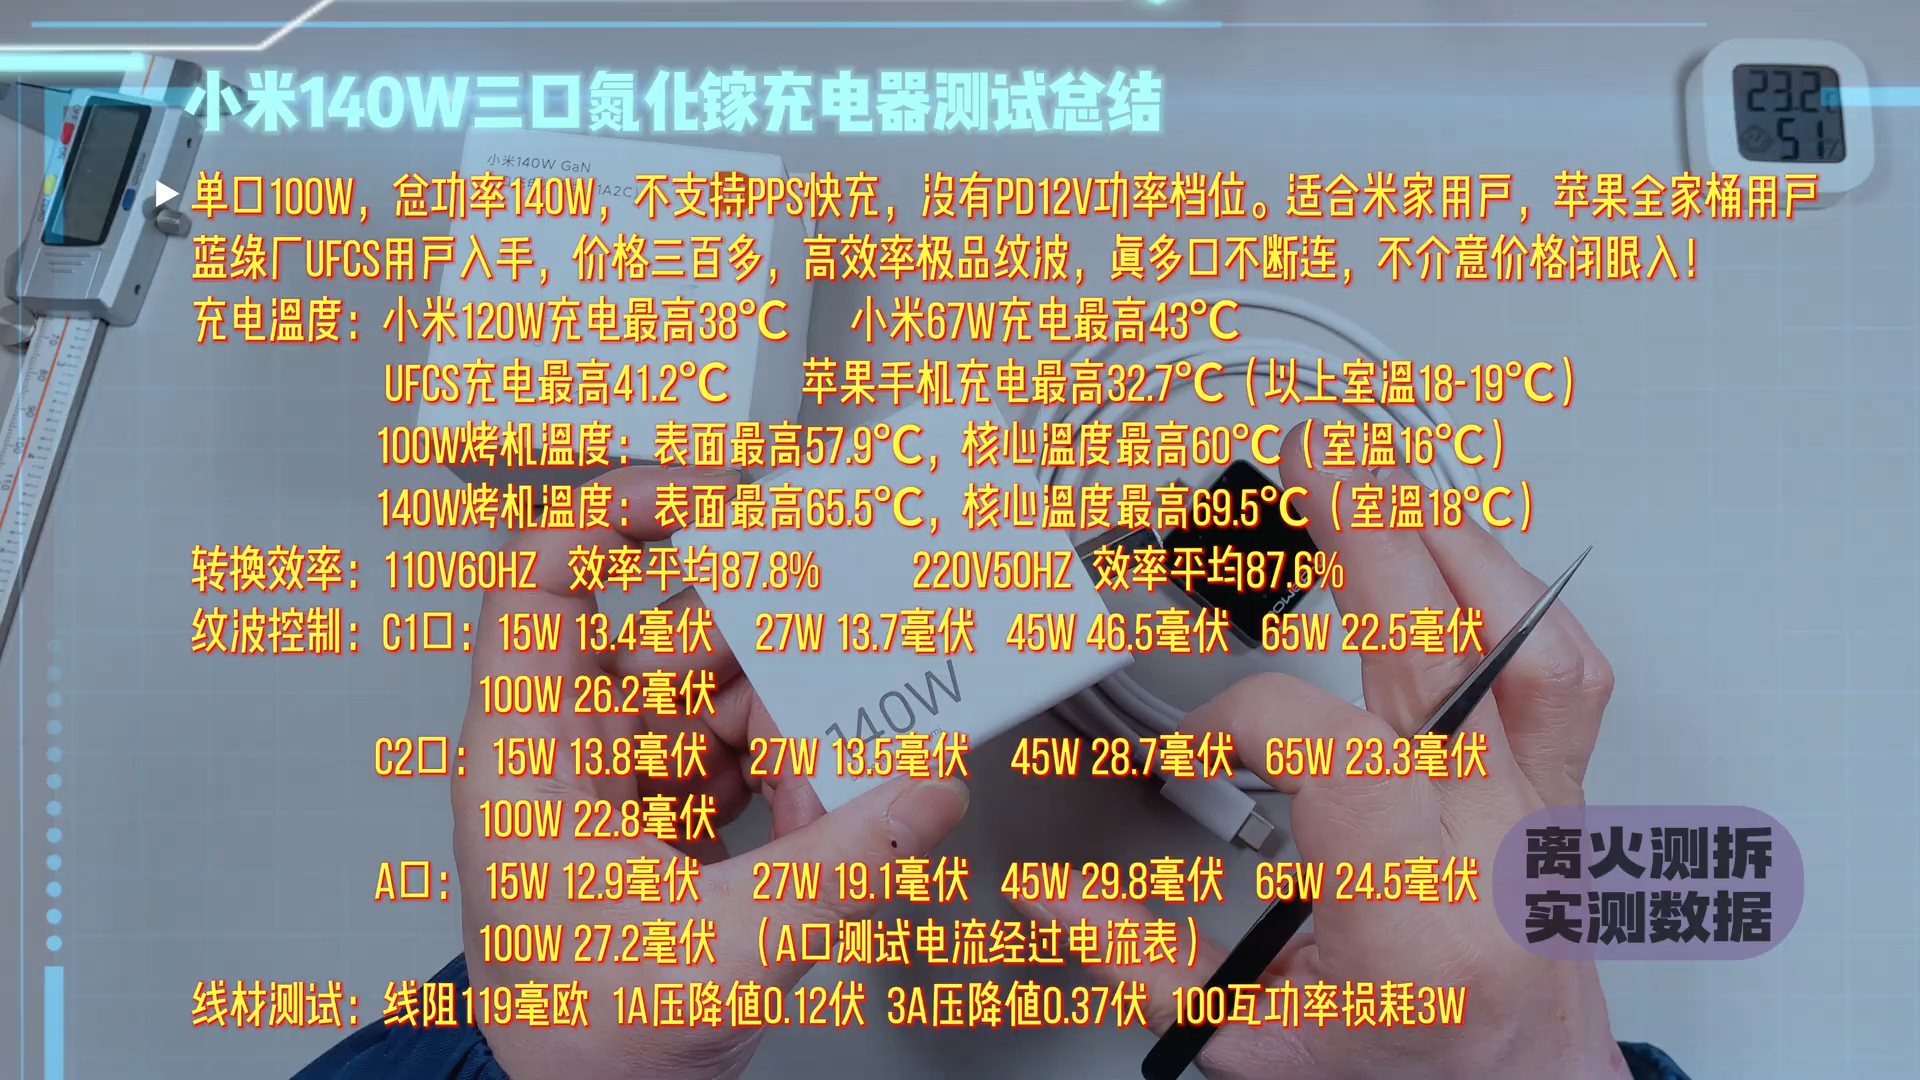 小米140W三口氮化镓充电器测试总结
23.2
51%
小米140W GaN
单口100W，总功率140W，不支持PPS快充，没有PD12V功率档位。适合米家用户，苹果全家桶用户
蓝绿厂UFCS用户入手，价格三百多，高效率极品纹波，真多口不断连，不介意价格闭眼入！
充电温度：小米120W充电最高38℃ 小米67W充电最高43℃
UFCS充电最高41.2℃ 苹果手机充电最高32.7℃（以上室温18-19℃）
100W烤机温度：表面最高57.9℃，核心温度最高60℃（室温16℃）
140W烤机温度：表面最高65.5℃，核心温度最高69.5℃（室温18℃）
转换效率：110V60HZ 效率平均87.8% 220V50HZ 效率平均87.6%
纹波控制：C1口：15W 13.4毫伏 27W 13.7毫伏 45W 46.5毫伏 65W 22.5毫伏
100W 26.2毫伏
140W
C2口：15W 13.8毫伏 27W 13.5毫伏 45W 28.7毫伏 65W 23.3毫伏
100W 22.8毫伏
A口：15W 12.9毫伏 27W 19.1毫伏 45W 29.8毫伏 65W 24.5毫伏
100W 27.2毫伏 （A口测试电流经过电流表）
线材测试：线阻119毫欧 1A压降值0.12伏 3A压降值0.37伏 100瓦功率损耗3W
离火测拆
实测数据